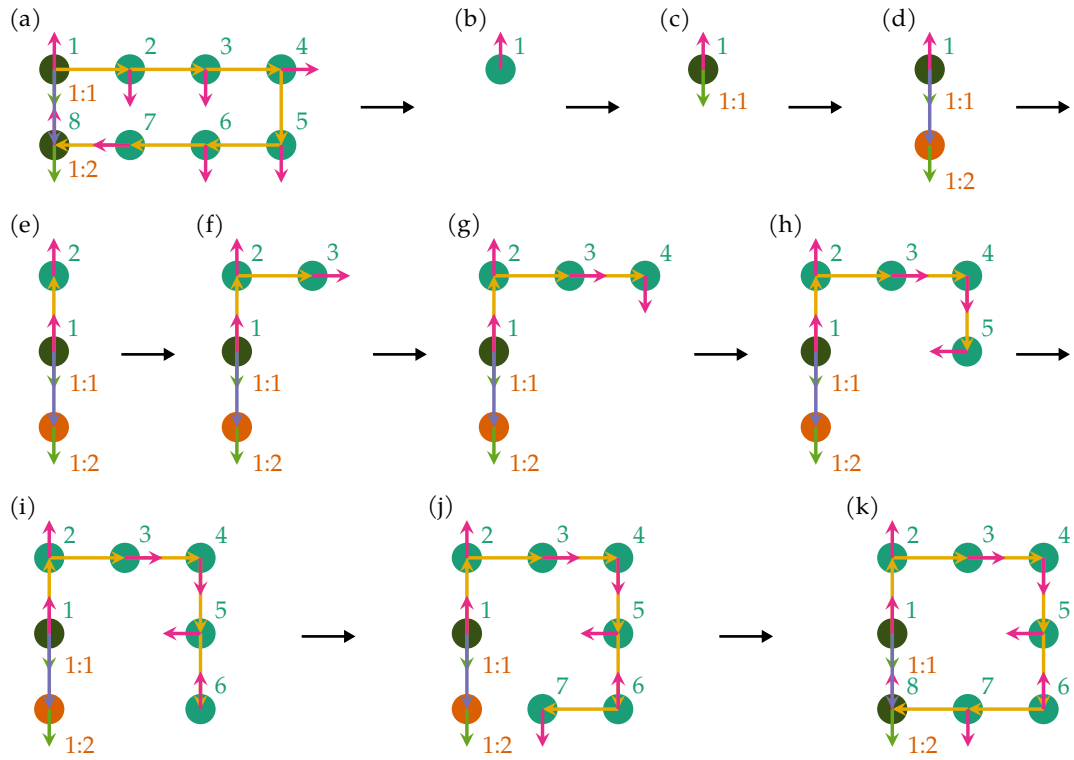 (a) (b) (c) (d)
1 2 3 4 1 1 1
1:1 1:1 1:1
8 7 6 5
1:2 1:2
(e) (f) (g) (h)
2 2 3 2 3 4 2 3 4
1 1 1 1 5
1:1 1:1 1:1 1:1
1:2 1:2 1:2 1:2
(i) (j) (k)
2 3 4 2 3 4 2 3 4
1 5 1 5 1 5
1:1 1:1 1:1
6 7 6 8 7 6
1:2 1:2 1:2